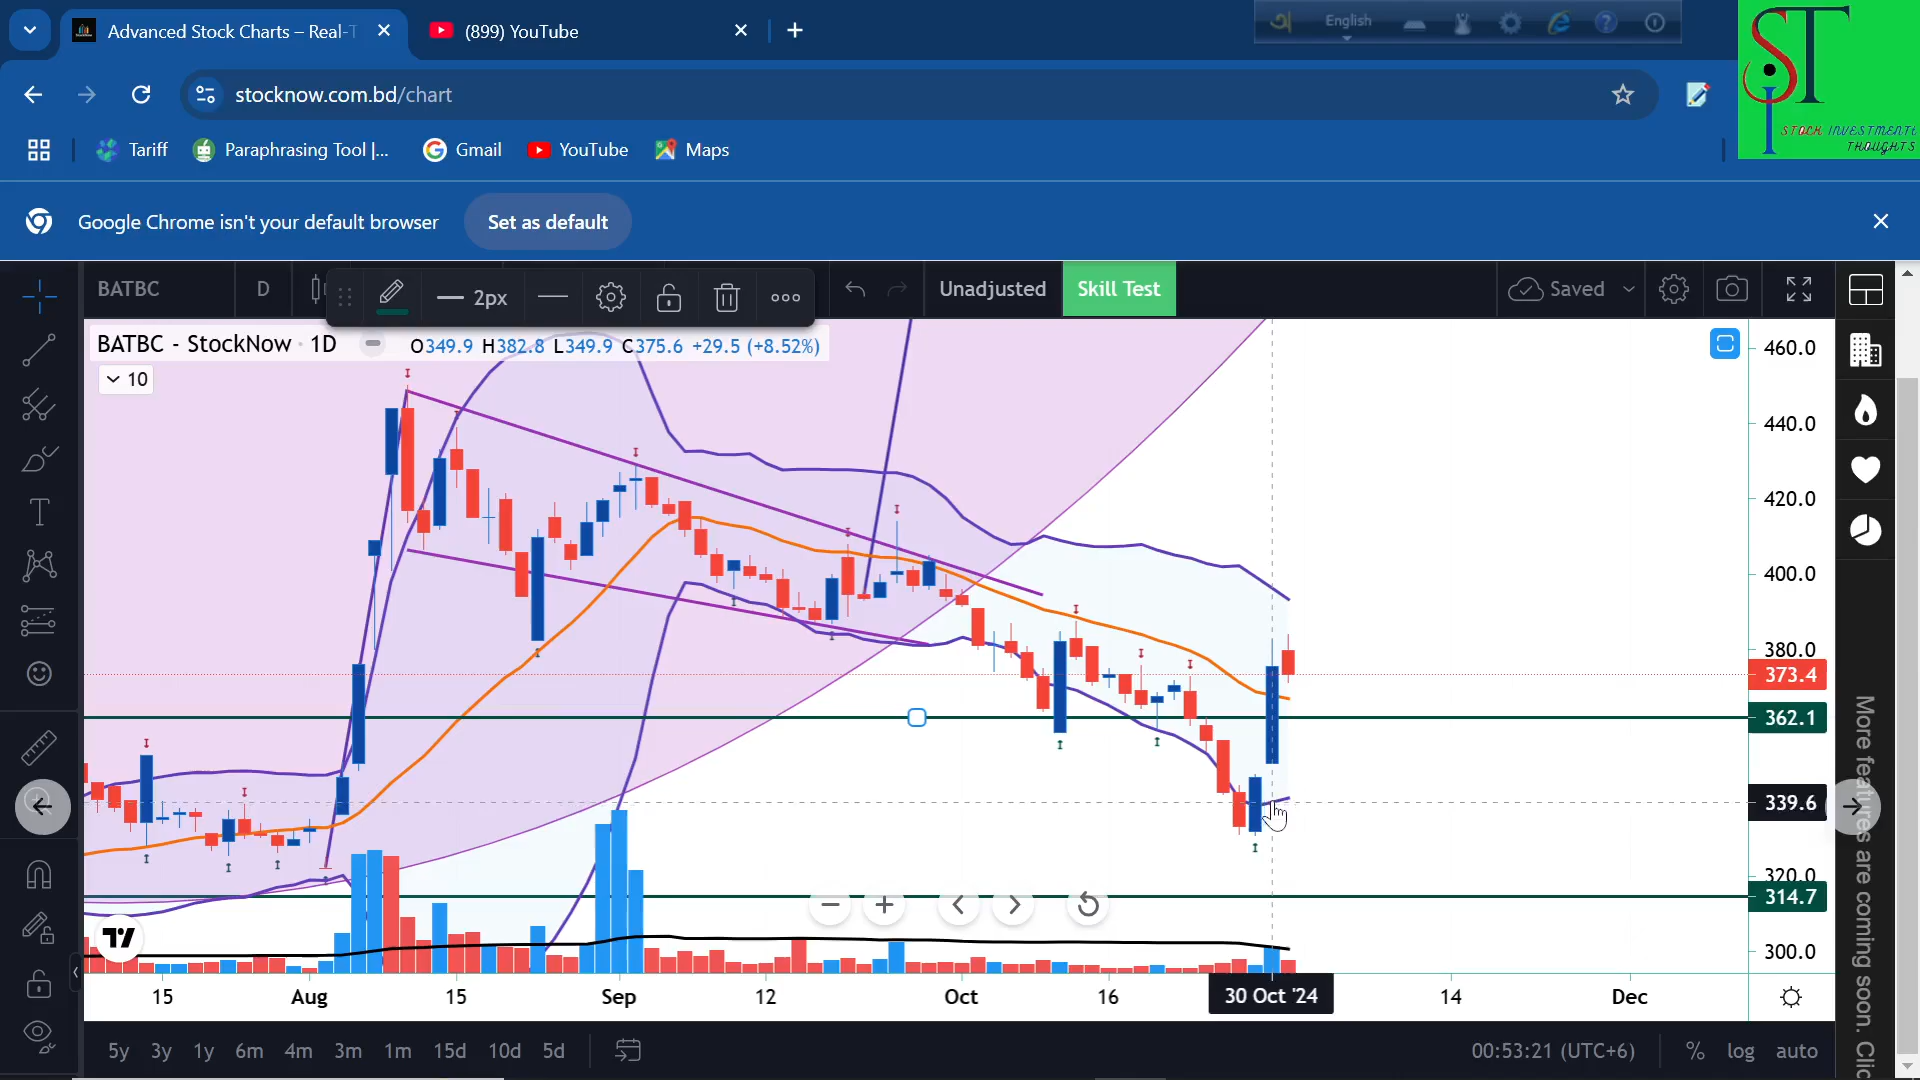 Advanced Stock Charts – Real-T
(899) YouTube
English
stocknow.com.bd/chart
STOCK INVESTMENT
THOUGHTS
Tariff
Paraphrasing Tool |...
Gmail
YouTube
Maps
Google Chrome isn't your default browser
Set as default
BATBC
D
2px
Unadjusted
Skill Test
Saved
BATBC - StockNow · 1D
O349.9 H382.8 L349.9 C375.6 +29.5 (+8.52%)
10
460.0
440.0
420.0
400.0
380.0
373.4
362.1
339.6
320.0
314.7
300.0
More features are coming soon. Clic
15
Aug
15
Sep
12
Oct
16
30 Oct '24
14
Dec
5y
3y
1y
6m
4m
3m
1m
15d
10d
5d
00:53:21 (UTC+6)
%
log
auto